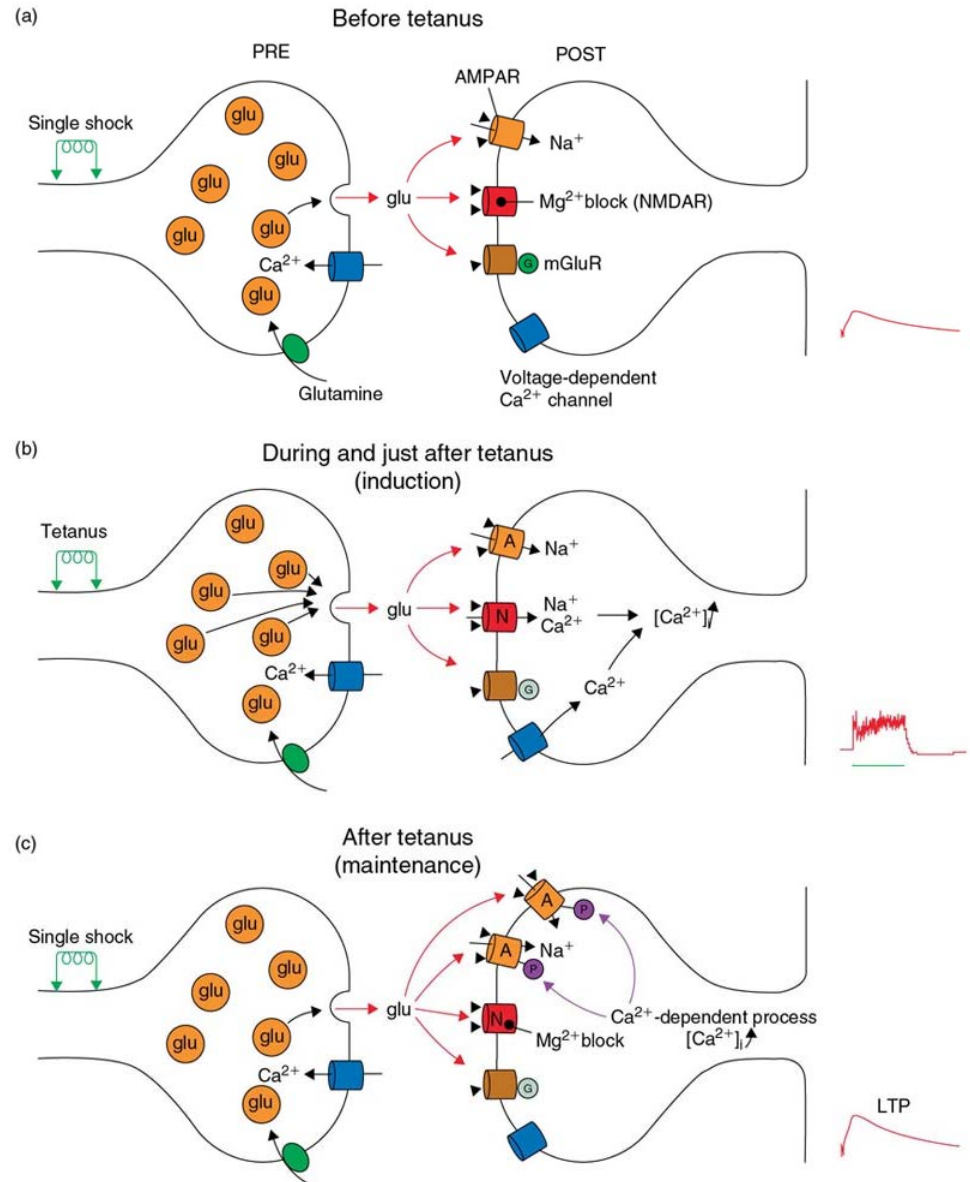 (a)
Before tetanus
PRE
POST
AMPAR
Single shock
glu
glu
glu
glu
glu
glu
glu
Na⁺
Mg²⁺block (NMDAR)
G
mGluR
Ca²⁺
Glutamine
Voltage-dependent
Ca²⁺ channel
(b)
During and just after tetanus
(induction)
Tetanus
glu
glu
glu
glu
glu
glu
glu
A
Na⁺
N
Na⁺
Ca²⁺
[Ca²⁺]i
G
Ca²⁺
Ca²⁺
(c)
After tetanus
(maintenance)
Single shock
glu
glu
glu
glu
glu
glu
glu
A
P
A
Na⁺
P
N
Mg²⁺block
Ca²⁺-dependent process
[Ca²⁺]i
Ca²⁺
G
LTP